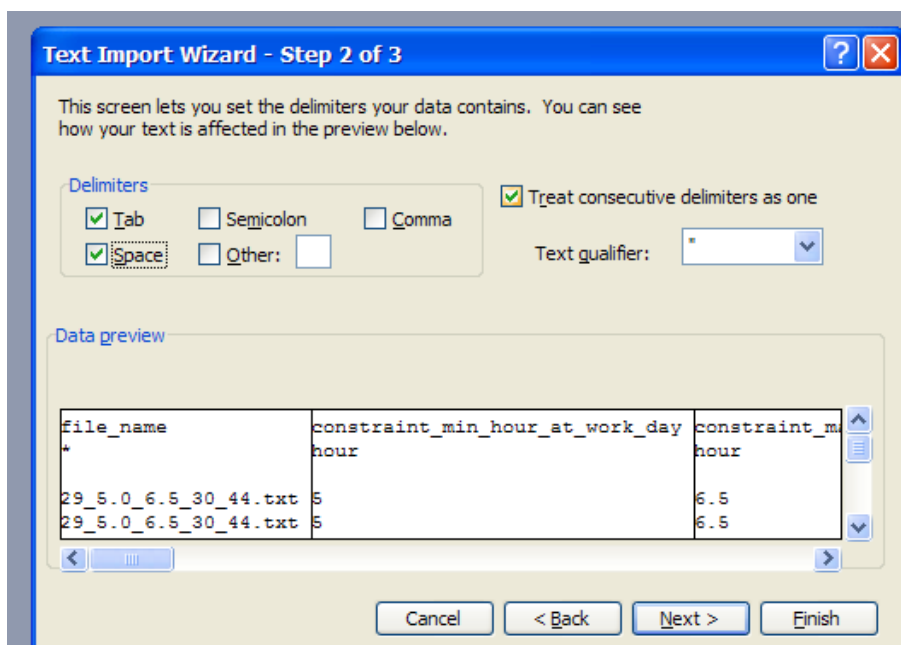 Text Import Wizard - Step 2 of 3
This screen lets you set the delimiters your data contains. You can see
how your text is affected in the preview below.
Delimiters
Tab Semicolon Comma
Space Other:
Treat consecutive delimiters as one
Text qualifier: "
Data preview
file_name constraint_min_hour_at_work_day constraint_ma
* hour hour
29_5.0_6.5_30_44.txt 5 6.5
29_5.0_6.5_30_44.txt 5 6.5
Cancel < Back Next > Finish